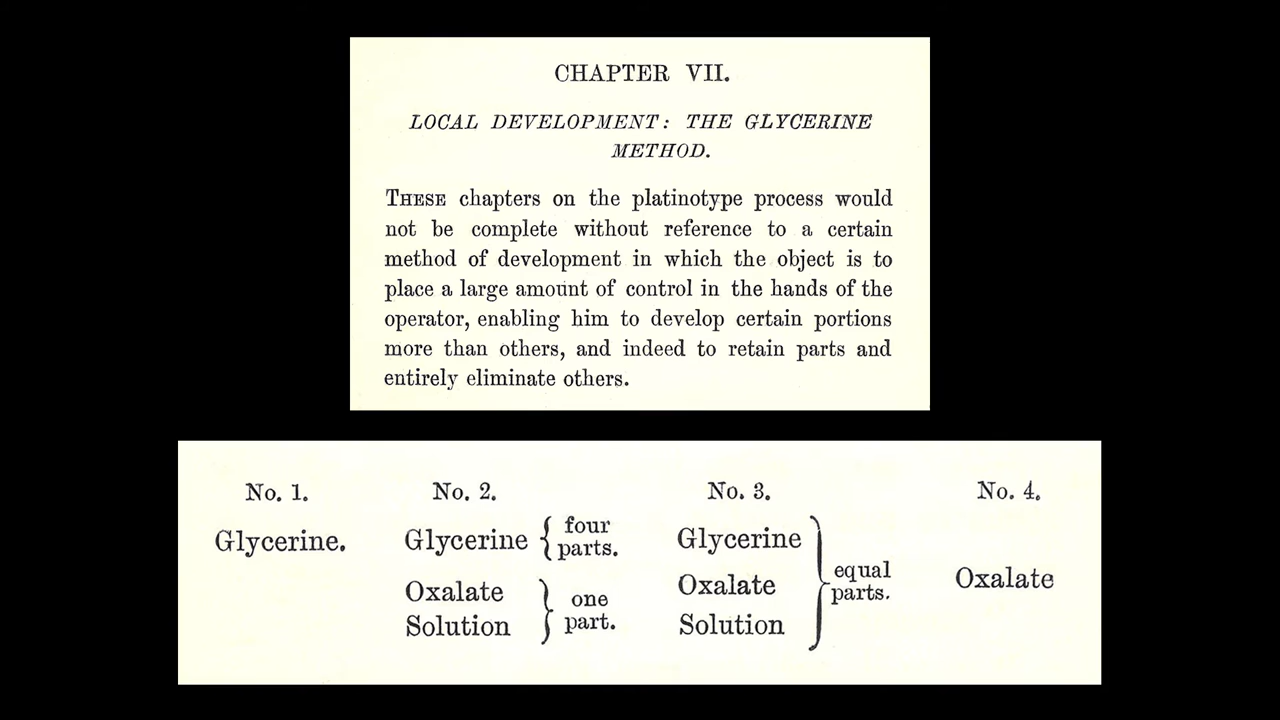 CHAPTER VII.
LOCAL DEVELOPMENT: THE GLYCERINE
METHOD.
THESE chapters on the platinotype process would
not be complete without reference to a certain
method of development in which the object is to
place a large amount of control in the hands of the
operator, enabling him to develop certain portions
more than others, and indeed to retain parts and
entirely eliminate others.
No. 1.
Glycerine.
No. 2.
Glycerine { four
parts.
Oxalate
Solution } one
part.
No. 3.
Glycerine
Oxalate
Solution } equal
parts.
No. 4.
Oxalate